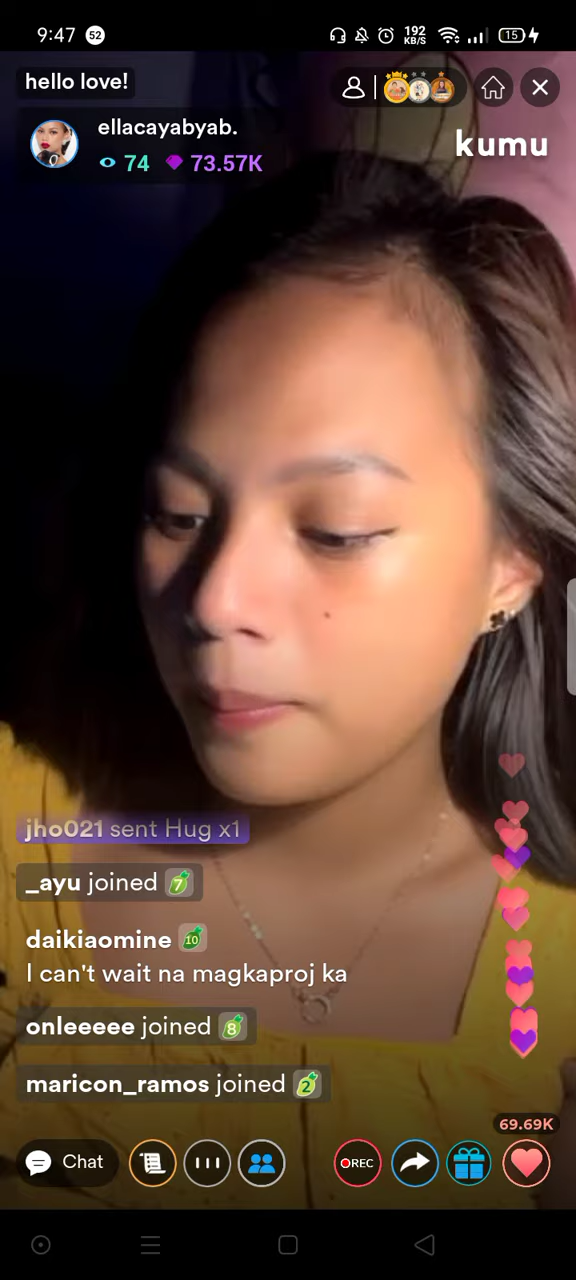 9:47 52 192 KB/S 15
hello love!
ellacayabyab.
74 73.57K
kumu
jho021 sent Hug x1
_ayu joined 7
daikiaomine 10
I can't wait na magkaproj ka
onleeeee joined 8
maricon_ramos joined 2
69.69K
Chat REC